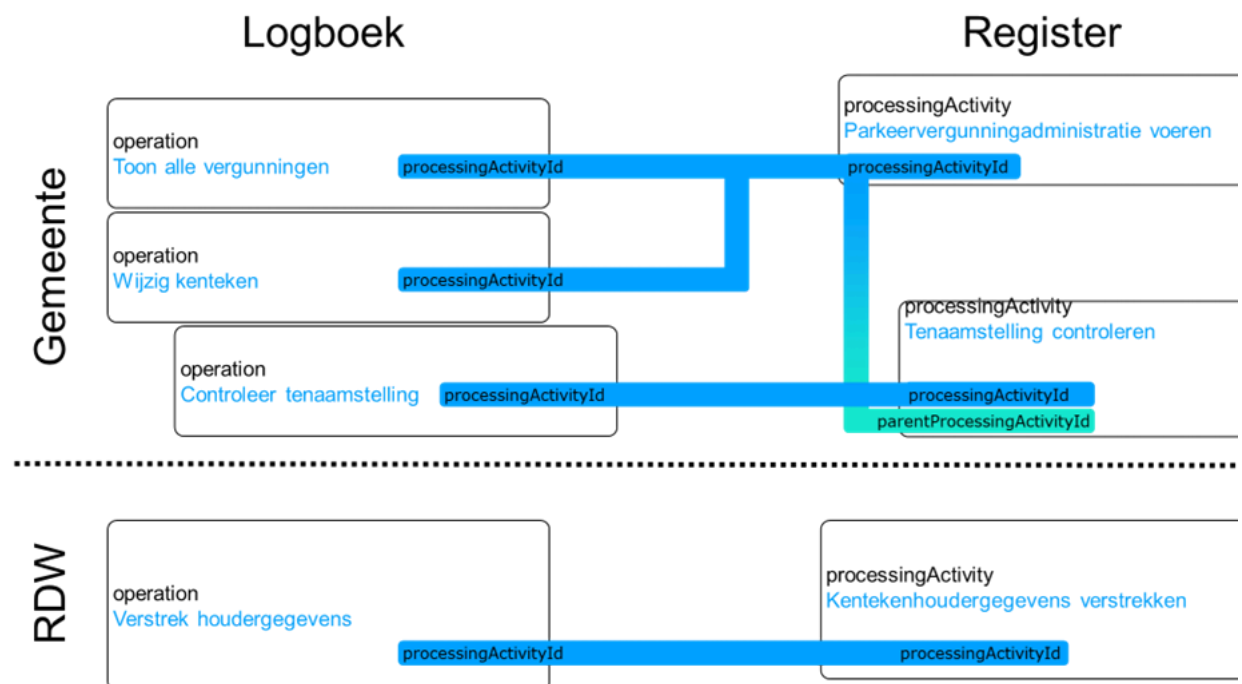 Logboek
Register
Gemeente
operation
Toon alle vergunningen
processingActivityId
processingActivity
Parkeervergunningadministratie voeren
processingActivityId
operation
Wijzig kenteken
processingActivityId
processingActivity
Tenaamstelling controleren
operation
Controleer tenaamstelling
processingActivityId
processingActivityId
parentProcessingActivityId
RDW
operation
Verstrek houdergegevens
processingActivityId
processingActivity
Kentekenhoudergegevens verstrekken
processingActivityId